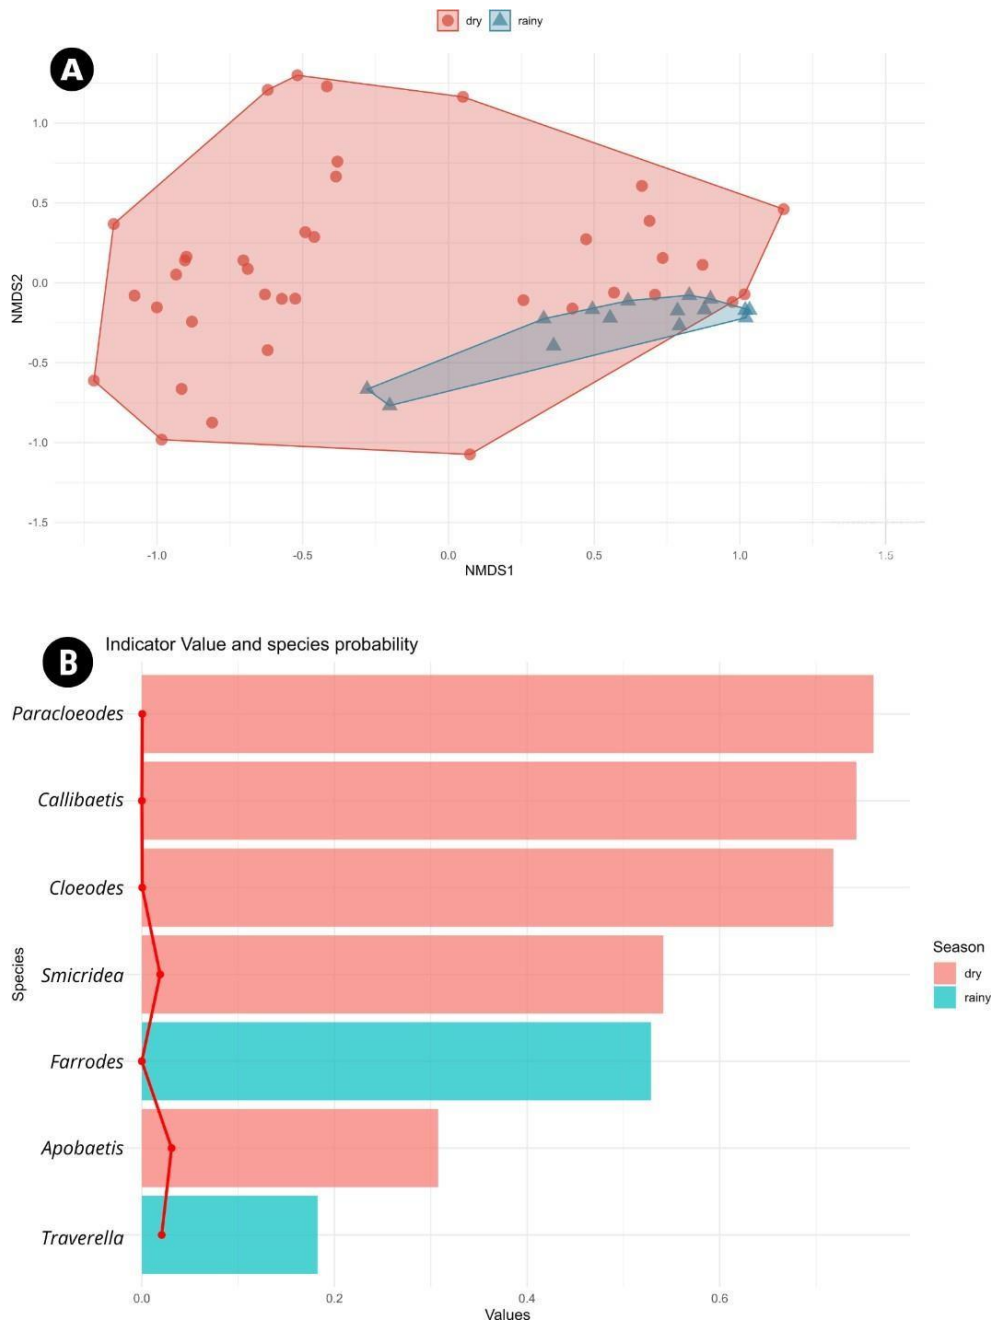 dry rainy
A
1.0
0.5
0.0
-0.5
-1.0
-1.5
NMDS2
-1.0 -0.5 0.0 0.5 1.0 1.5
NMDS1
B Indicator Value and species probability
Paracloeodes
Callibaetis
Cloeodes
Smicridea
Farrodes
Apobaetis
Traverella
Species
0.0 0.2 0.4 0.6
Values
Season
dry
rainy